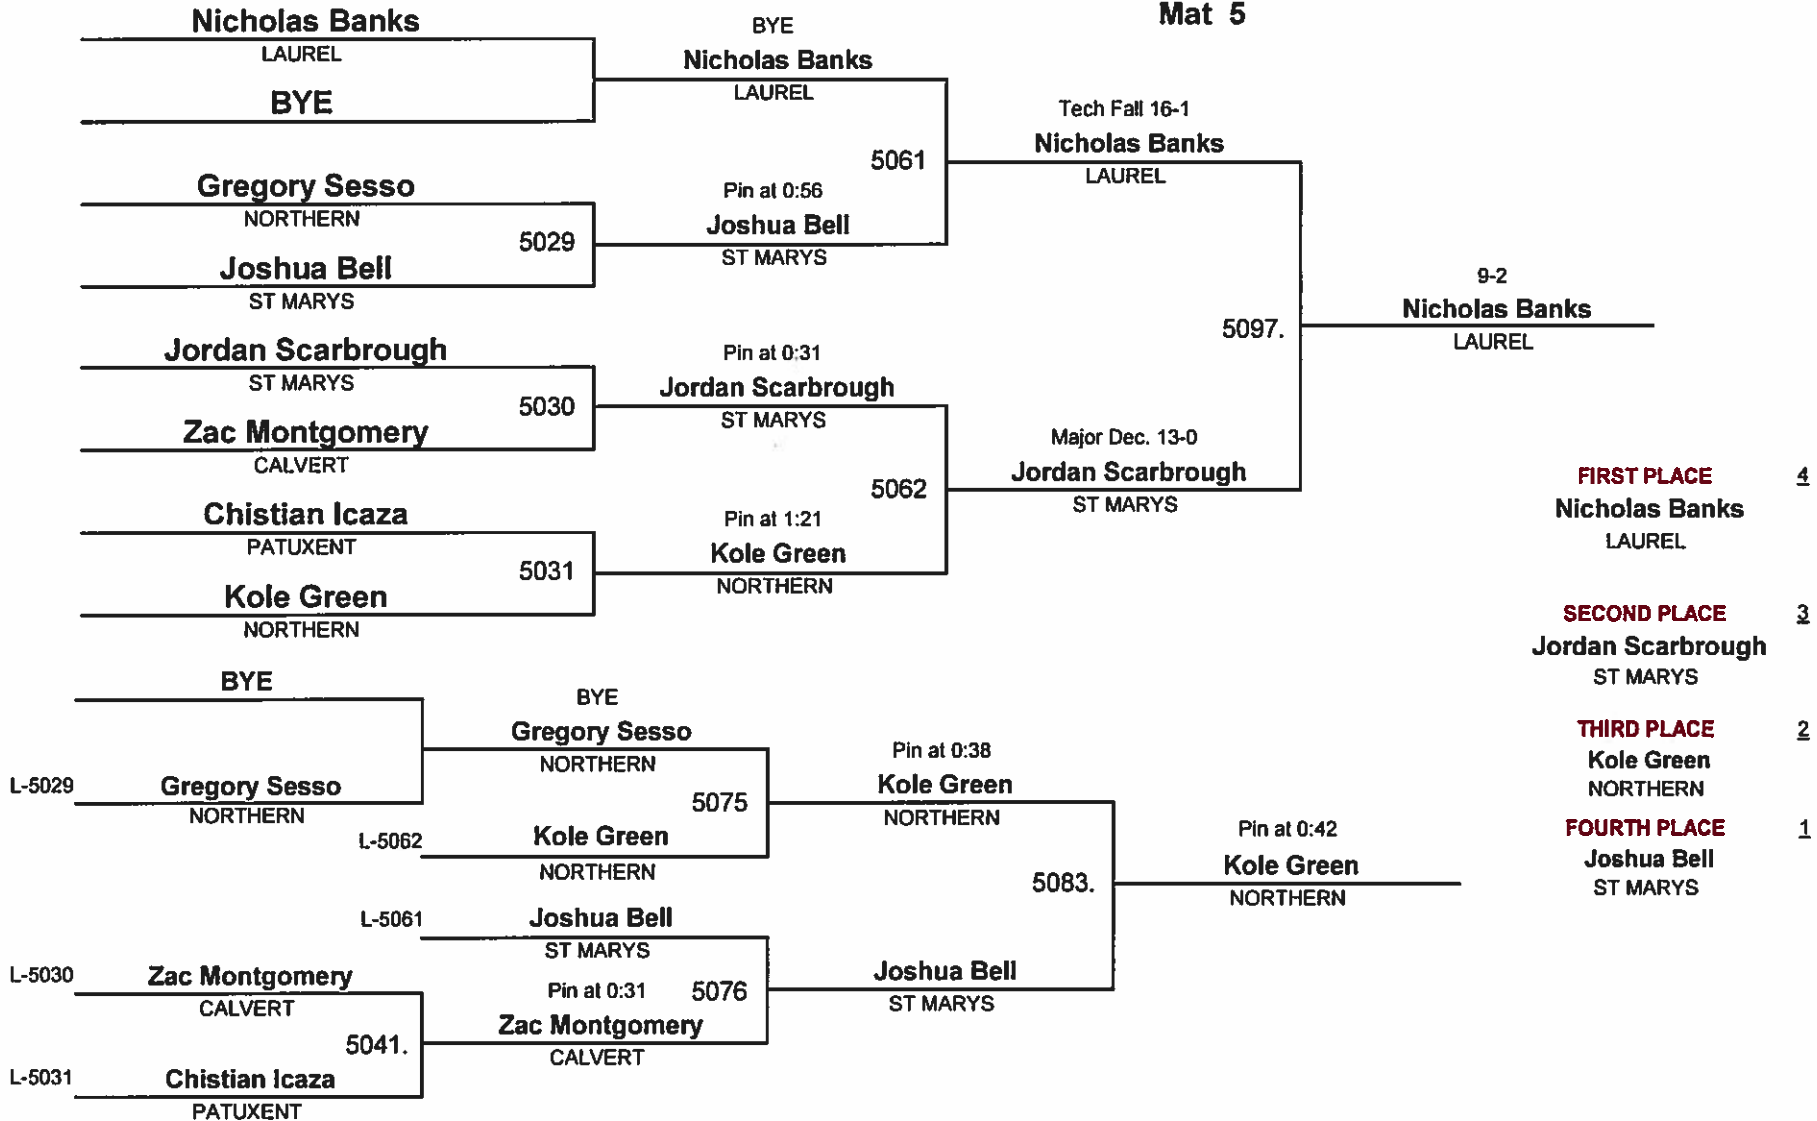 Mat 5
Nicholas Banks
LAUREL
BYE
Gregory Sesso
NORTHERN
5029
Joshua Bell
ST MARYS
Jordan Scarbrough
ST MARYS
5030
Zac Montgomery
CALVERT
Chistian Icaza
PATUXENT
5031
Kole Green
NORTHERN
BYE
Nicholas Banks
LAUREL
5061
Pin at 0:56
Joshua Bell
ST MARYS
Pin at 0:31
Jordan Scarbrough
ST MARYS
5062
Pin at 1:21
Kole Green
NORTHERN
Tech Fall 16-1
Nicholas Banks
LAUREL
5097.
Major Dec. 13-0
Jordan Scarbrough
ST MARYS
9-2
Nicholas Banks
LAUREL
BYE
L-5029 Gregory Sesso
NORTHERN
BYE
Gregory Sesso
NORTHERN
5075
L-5062 Kole Green
NORTHERN
L-5061 Joshua Bell
ST MARYS
5076
L-5030 Zac Montgomery
CALVERT
5041.
L-5031 Chistian Icaza
PATUXENT
Pin at 0:31
Zac Montgomery
CALVERT
Pin at 0:38
Kole Green
NORTHERN
5083.
Joshua Bell
ST MARYS
Pin at 0:42
Kole Green
NORTHERN
FIRST PLACE 4
Nicholas Banks
LAUREL
SECOND PLACE 3
Jordan Scarbrough
ST MARYS
THIRD PLACE 2
Kole Green
NORTHERN
FOURTH PLACE 1
Joshua Bell
ST MARYS